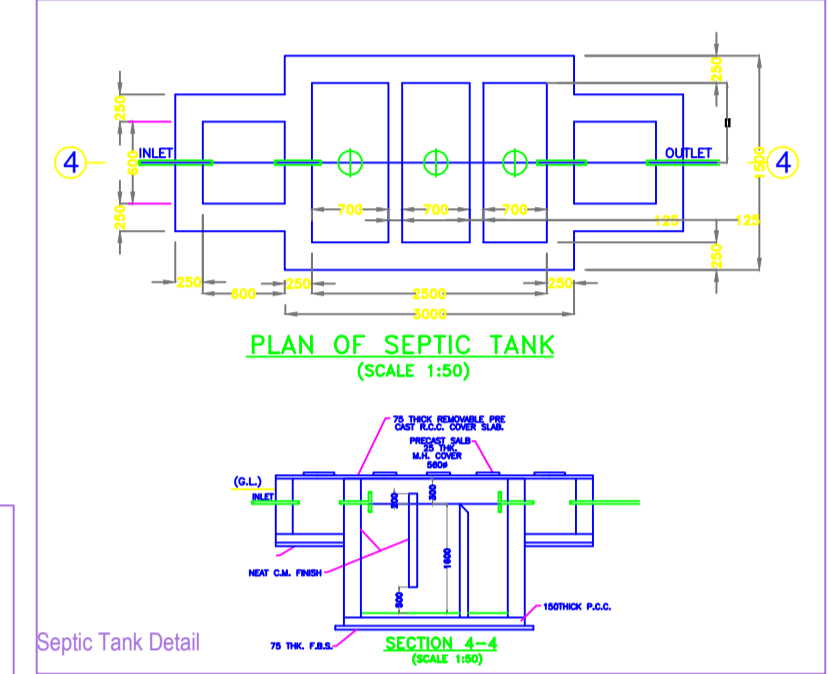 250
250
4
INLET
600
OUTLET
1500
4
700
700
700
125
125
250
250
250
600
250
2500
250
3000
PLAN OF SEPTIC TANK
(SCALE 1:50)
75 THICK REMOVABLE PRE
CAST R.C.C. COVER SLAB.
PRECAST SALB
25 THK.
M.H. COVER
560ø
(G.L.)
INLET
200
300
1600
NEAT C.M. FINISH
300
150THICK P.C.C.
75 THK. F.B.S.
SECTION 4-4
(SCALE 1:50)
Septic Tank Detail